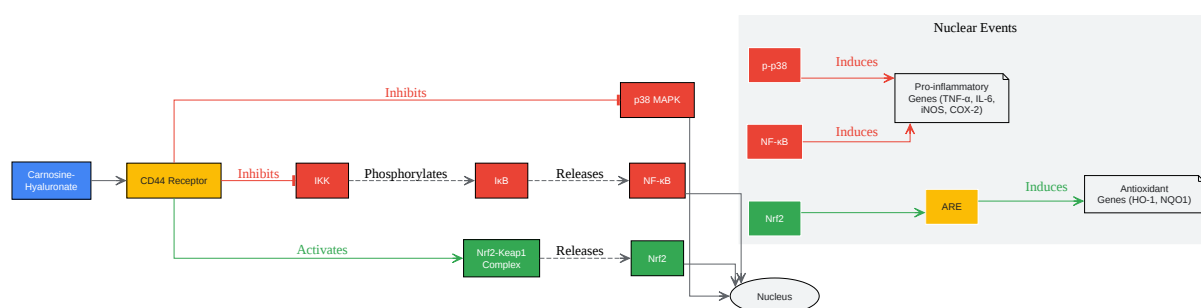 Nuclear Events
p-p38
Induces
Pro-inflammatory
Genes (TNF-α, IL-6,
iNOS, COX-2)
Inhibits
p38 MAPK
NF-κB
Induces
Carnosine-
Hyaluronate
CD44 Receptor
Inhibits
IKK
Phosphorylates
IκB
Releases
NF-κB
Induces
Antioxidant
Genes (HO-1, NQO1)
Nrf2
ARE
Activates
Nrf2-Keap1
Complex
Releases
Nrf2
Nucleus